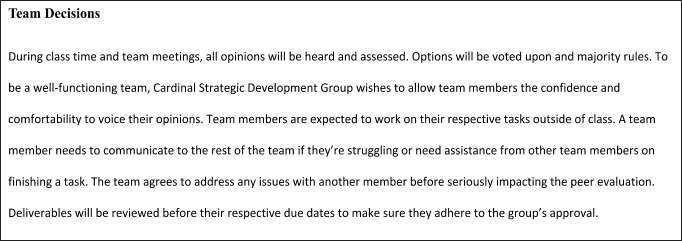 Team Decisions
During class time and team meetings, all opinions will be heard and assessed. Options will be voted upon and majority rules. To
be a well-functioning team, Cardinal Strategic Development Group wishes to allow team members the confidence and
comfortability to voice their opinions. Team members are expected to work on their respective tasks outside of class. A team
member needs to communicate to the rest of the team if they’re struggling or need assistance from other team members on
finishing a task. The team agrees to address any issues with another member before seriously impacting the peer evaluation.
Deliverables will be reviewed before their respective due dates to make sure they adhere to the group’s approval.